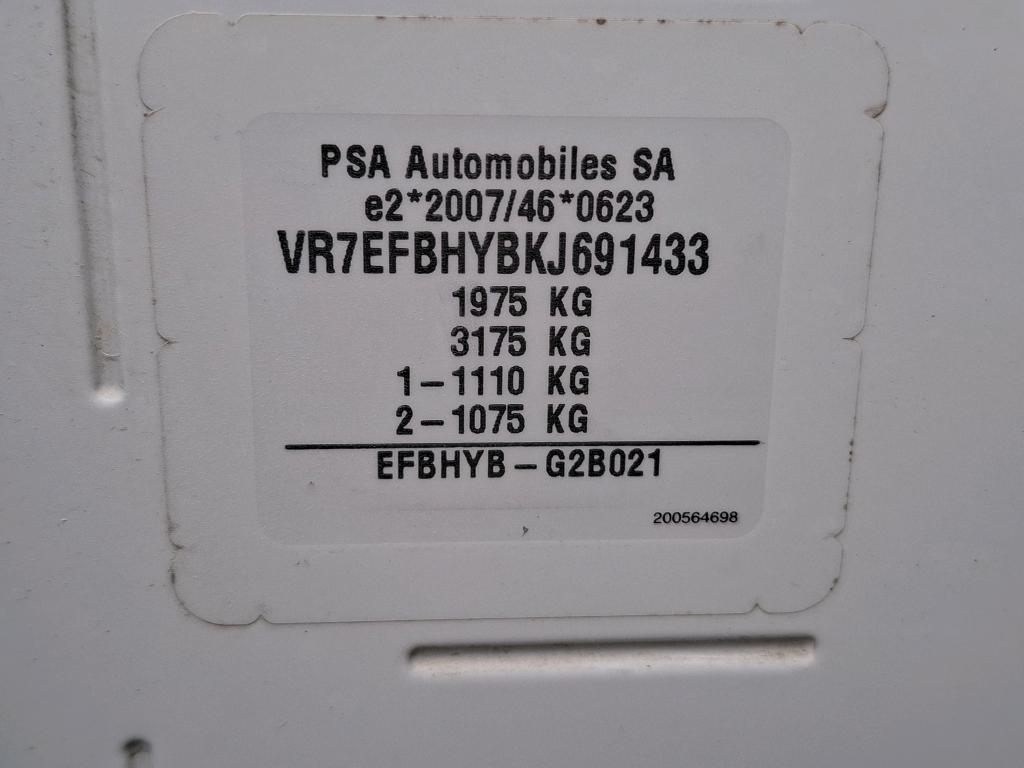 PSA Automobiles SA
e2*2007/46*0623
VR7EFBHYBKJ691433
1975 KG
3175 KG
1-1110 KG
2-1075 KG
EFBHYB-G2B021
200564698